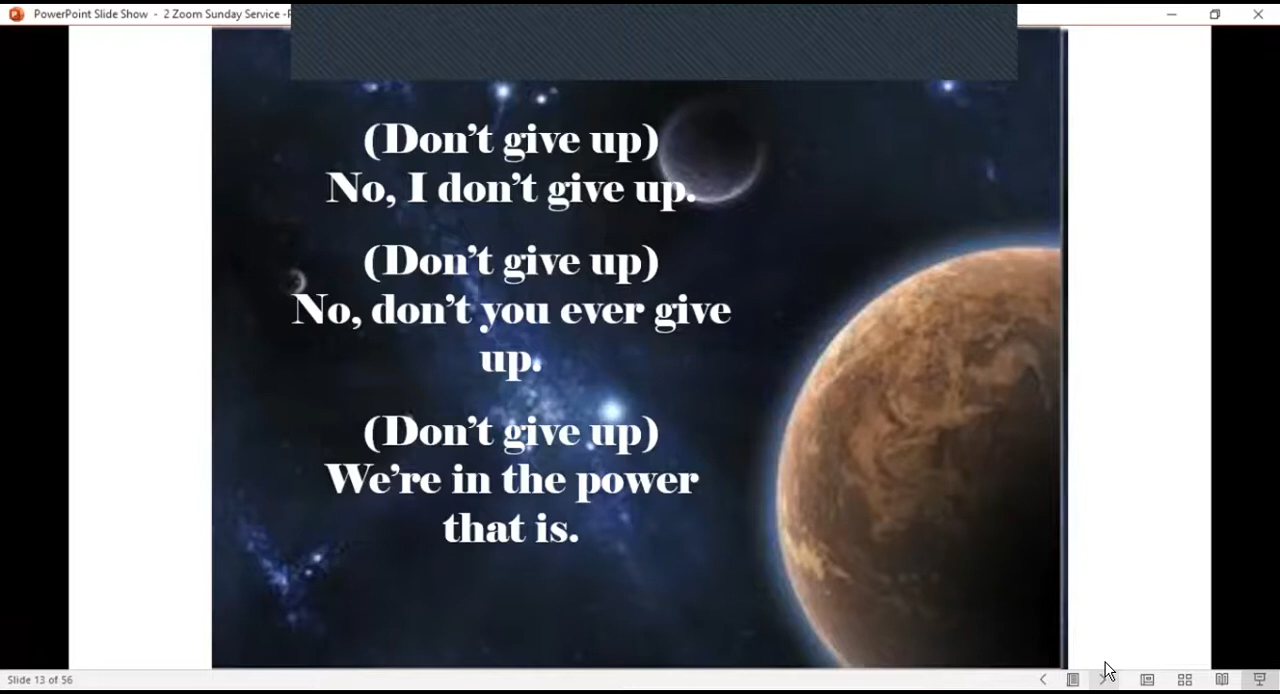 PowerPoint Slide Show - 2 Zoom Sunday Service -
(Don't give up)
No, I don't give up.
(Don't give up)
No, don't you ever give
up.
(Don't give up)
We're in the power
that is.
Slide 13 of 56